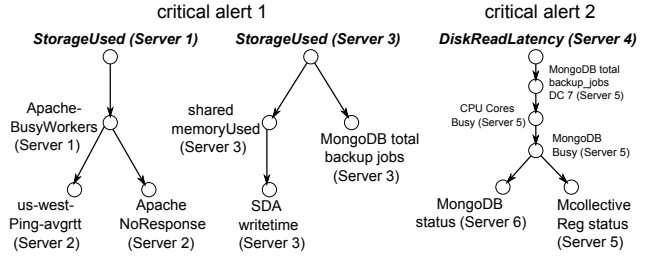 critical alert 1
critical alert 2
StorageUsed (Server 1)
StorageUsed (Server 3)
DiskReadLatency (Server 4)
Apache-
BusyWorkers
(Server 1)
us-west-
Ping-avgrtt
(Server 2)
Apache
NoResponse
(Server 2)
shared
memoryUsed
(Server 3)
MongoDB total
backup jobs
(Server 3)
SDA
writetime
(Server 3)
MongoDB total
backup_jobs
DC 7 (Server 5)
CPU Cores
Busy (Server 5)
MongoDB
Busy (Server 5)
MongoDB
status (Server 6)
Mcollective
Reg status
(Server 5)